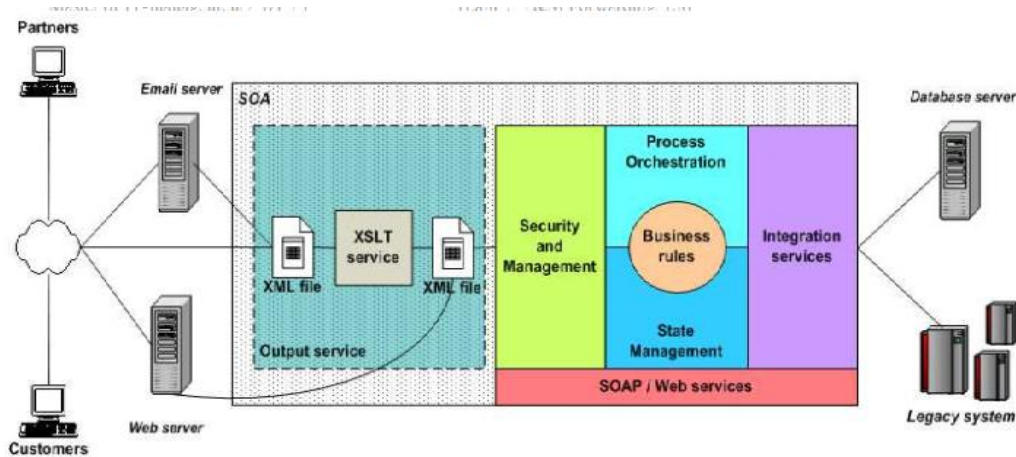 Partners
Email server
SOA
Database server
Process
Orchestration
XSLT
service
Security
and
Management
Business
rules
Integration
services
XML file
XML file
Output service
State
Management
SOAP / Web services
Web server
Legacy system
Customers